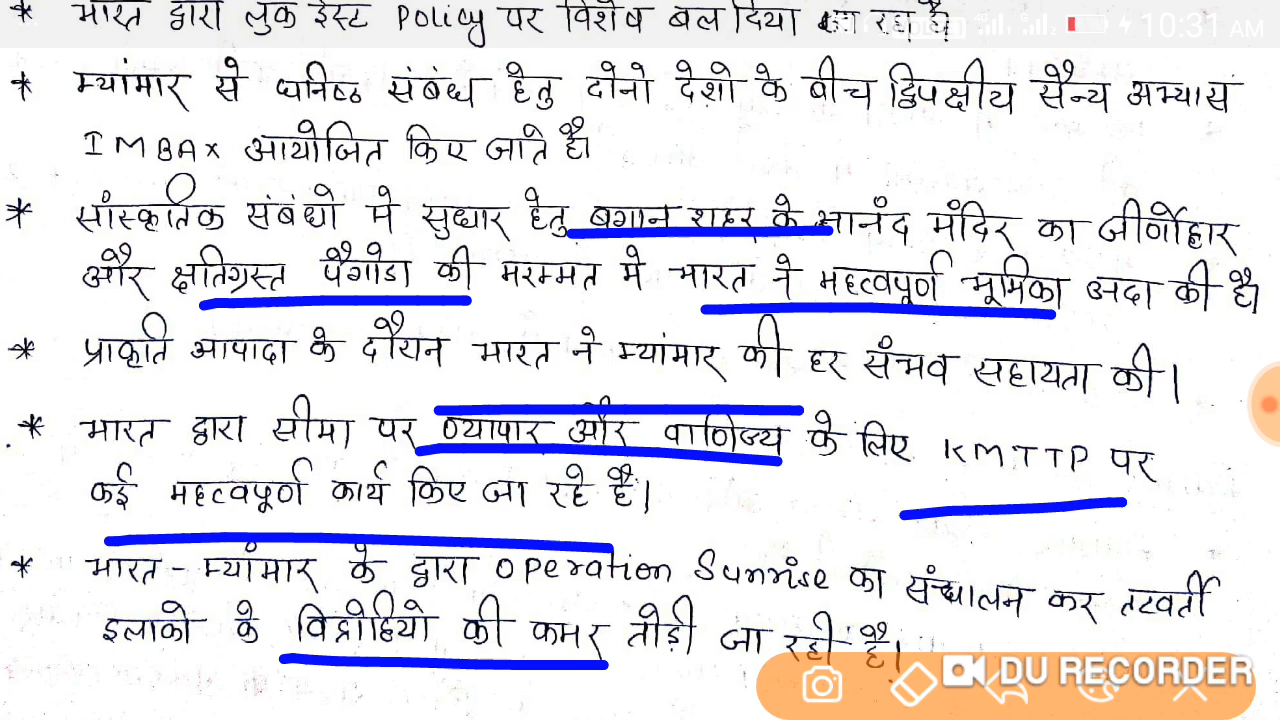 * भारत द्वारा लुक ईस्ट Policy पर विशेष बल दिया जा रहा है
10:31 AM
* म्यांमार से घनिष्ठ संबंध हेतु दोनो देशो के बीच द्विपक्षीय सैन्य अभ्यास
IMBAX आयोजित किए जाते है।
* सांस्कृतिक संबंधो मे सुधार हेतु बगान शहर के आनंद मंदिर का जीर्णोद्दार
और क्षतिग्रस्त पैगोडा की मरम्मत मे भारत ने महत्वपूर्ण भूमिका अदा की है।
* प्राकृति आपादा के दौरान भारत ने म्यांमार की हर संभव सहायता की।
* भारत द्वारा सीमा पर व्यापार और वाणिज्य के लिए KMTTP पर
कई महत्वपूर्ण कार्य किए जा रहे है।
* भारत - म्यांमार के द्वारा Operation Sunrise का संचालन कर तटवर्ती
इलाको के विद्रोहियो की कमर तोड़ी जा रही है।
DU RECORDER